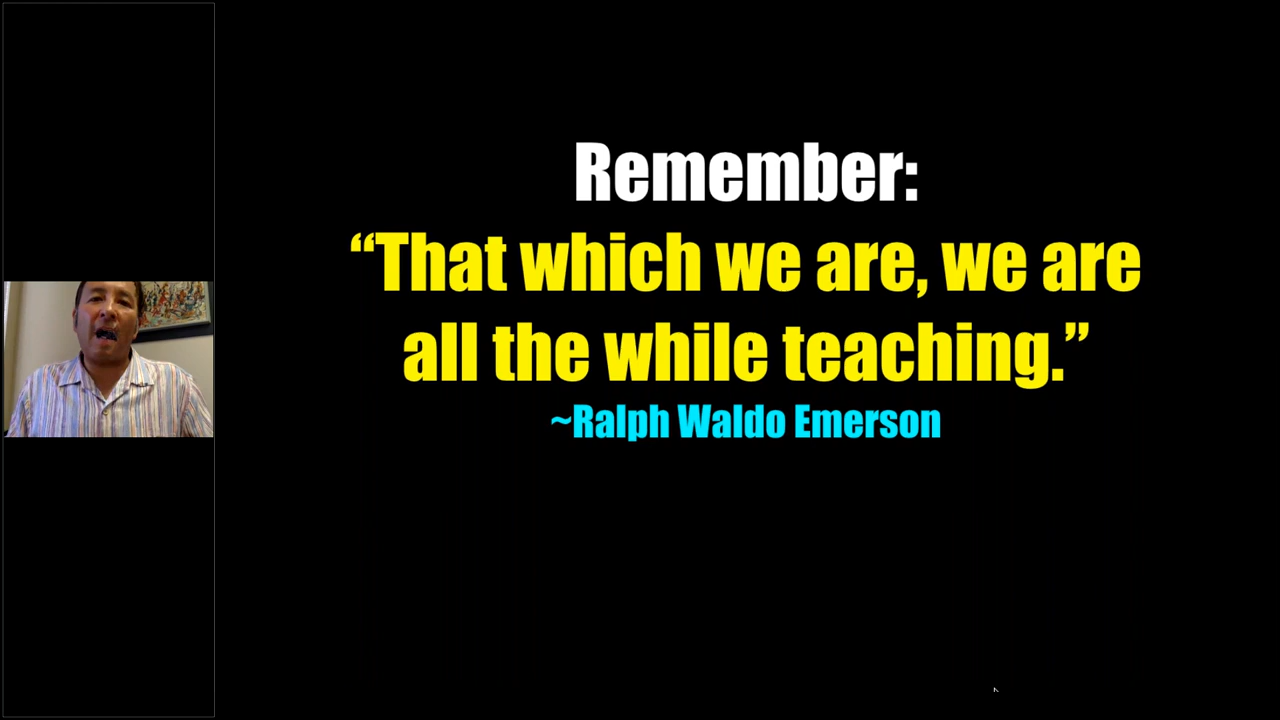 Remember:
“That which we are, we are
all the while teaching.”
~Ralph Waldo Emerson